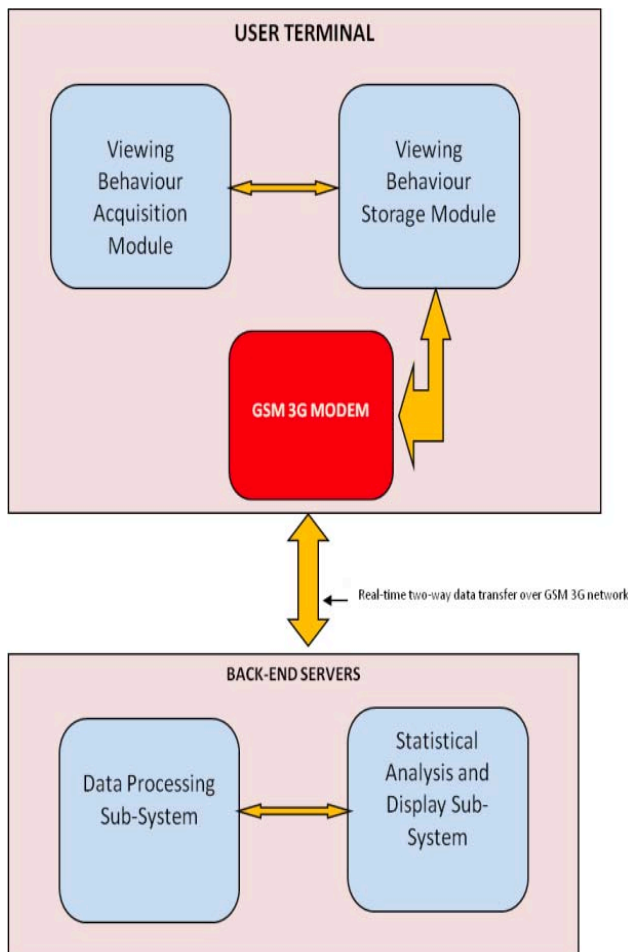 USER TERMINAL
Viewing
Behaviour
Acquisition
Module
Viewing
Behaviour
Storage Module
GSM 3G MODEM
Real-time two-way data transfer over GSM 3G network
BACK-END SERVERS
Data Processing
Sub-System
Statistical
Analysis and
Display Sub-
System